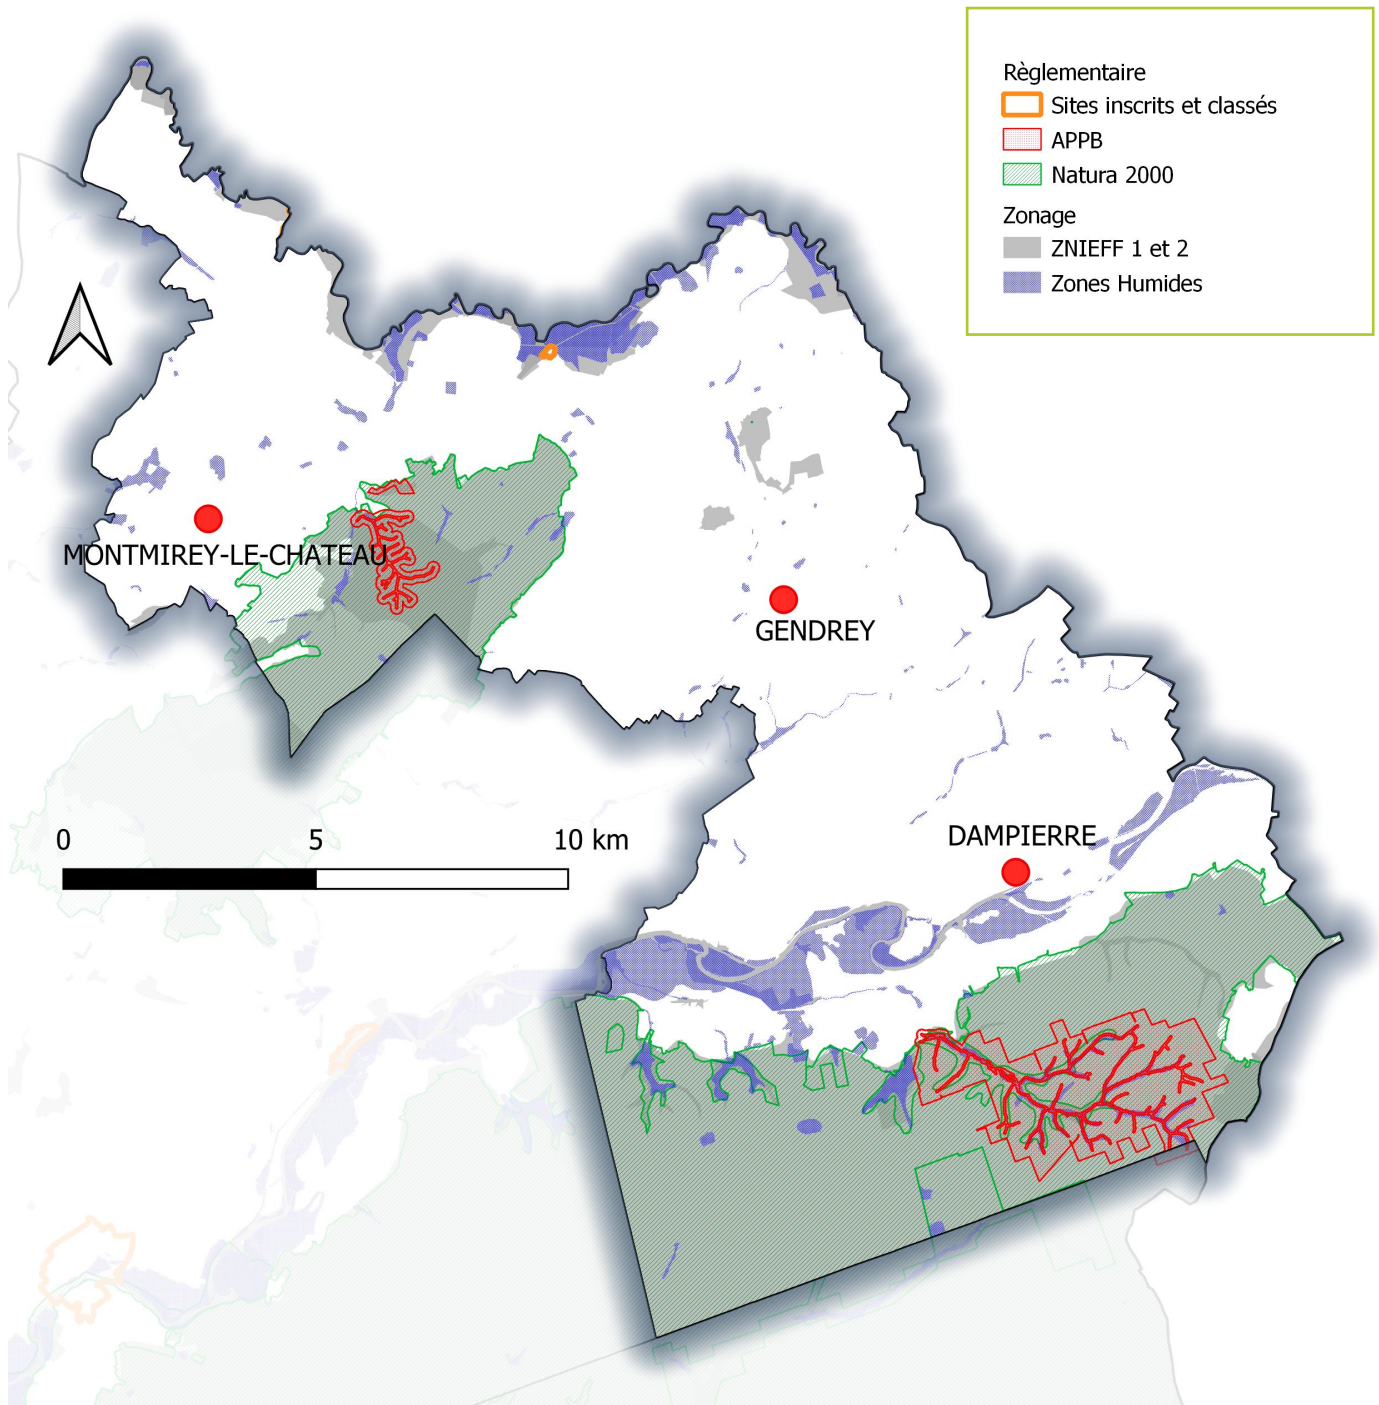 Règlementaire
Sites inscrits et classés
APPB
Natura 2000
Zonage
ZNIEFF 1 et 2
Zones Humides
MONTMIREY-LE-CHATEAU
GENDREY
DAMPIERRE
0 5 10 km